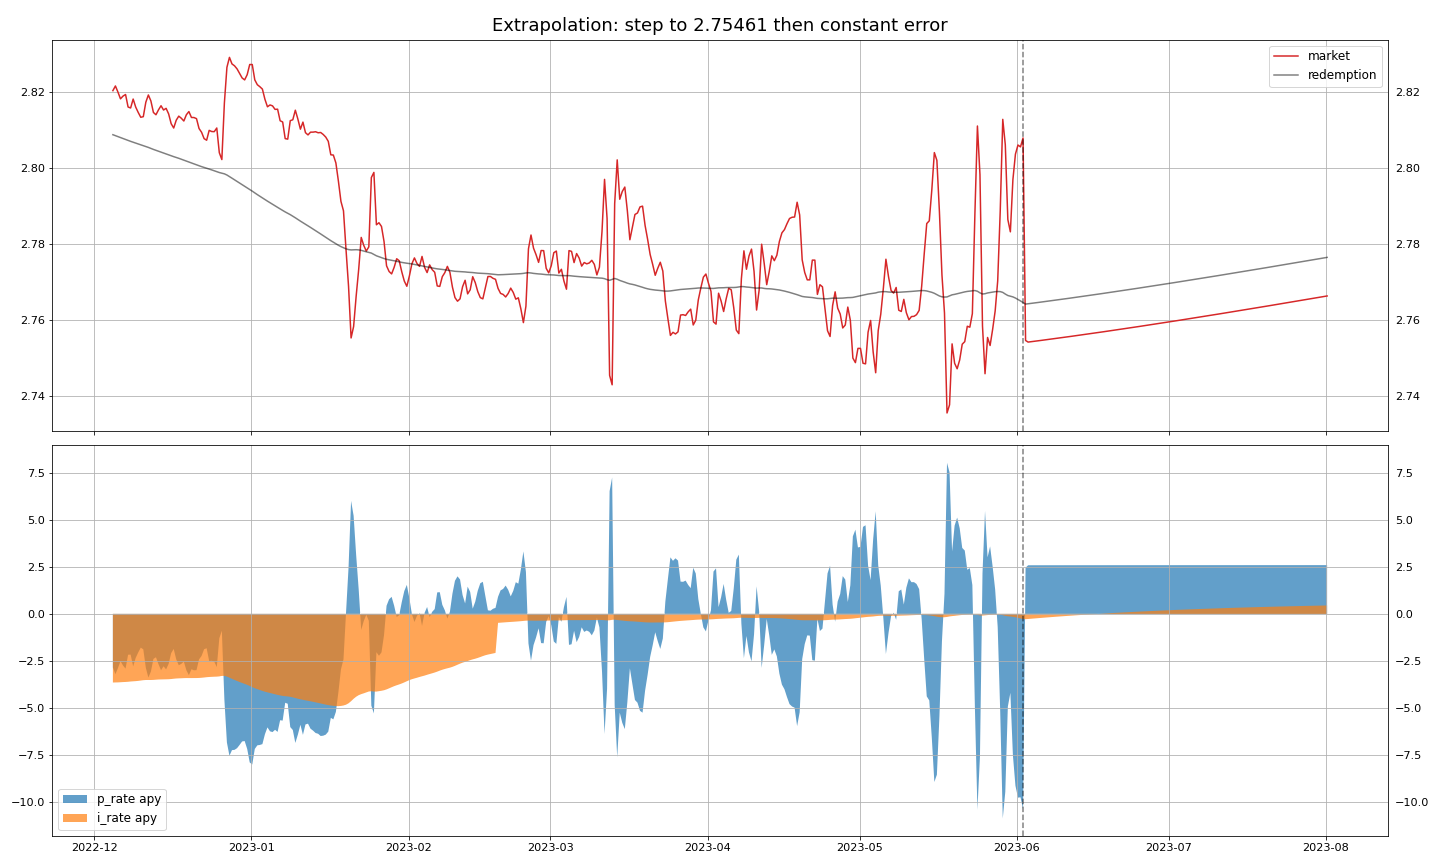 Extrapolation: step to 2.75461 then constant error
market
redemption
2.82 2.82
2.80 2.80
2.78 2.78
2.76 2.76
2.74 2.74
7.5 7.5
5.0 5.0
2.5 2.5
0.0 0.0
−2.5 −2.5
−5.0 −5.0
−7.5 −7.5
−10.0 −10.0
p_rate apy
i_rate apy
2022-12 2023-01 2023-02 2023-03 2023-04 2023-05 2023-06 2023-07 2023-08